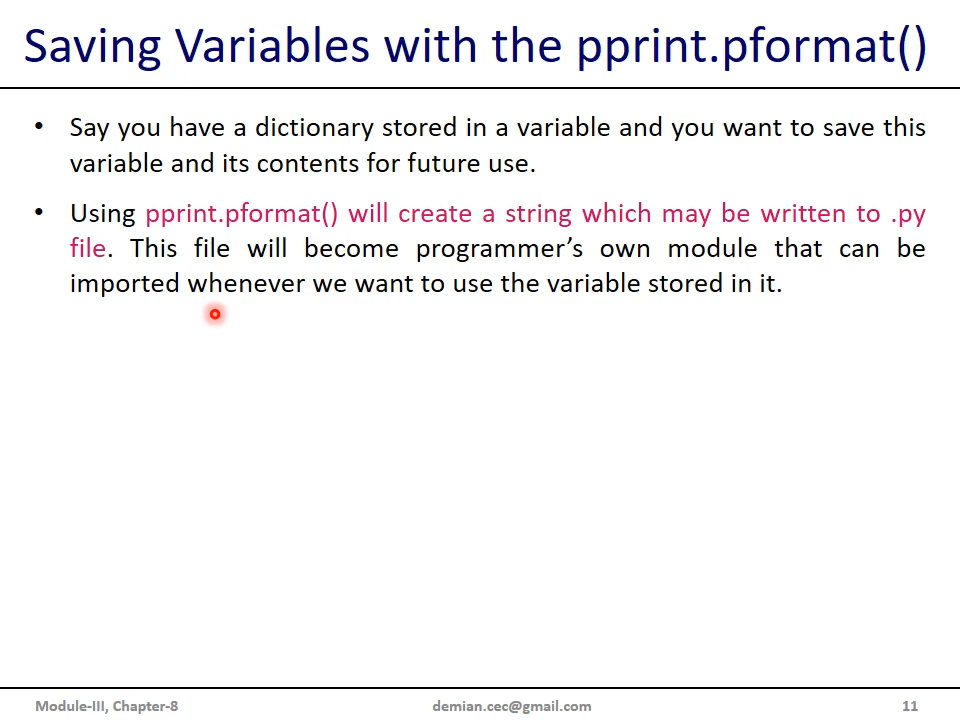 Saving Variables with the pprint.pformat()
• Say you have a dictionary stored in a variable and you want to save this
variable and its contents for future use.
• Using pprint.pformat() will create a string which may be written to .py
file. This file will become programmer’s own module that can be
imported whenever we want to use the variable stored in it.
Module-III, Chapter-8 demian.cec@gmail.com 11